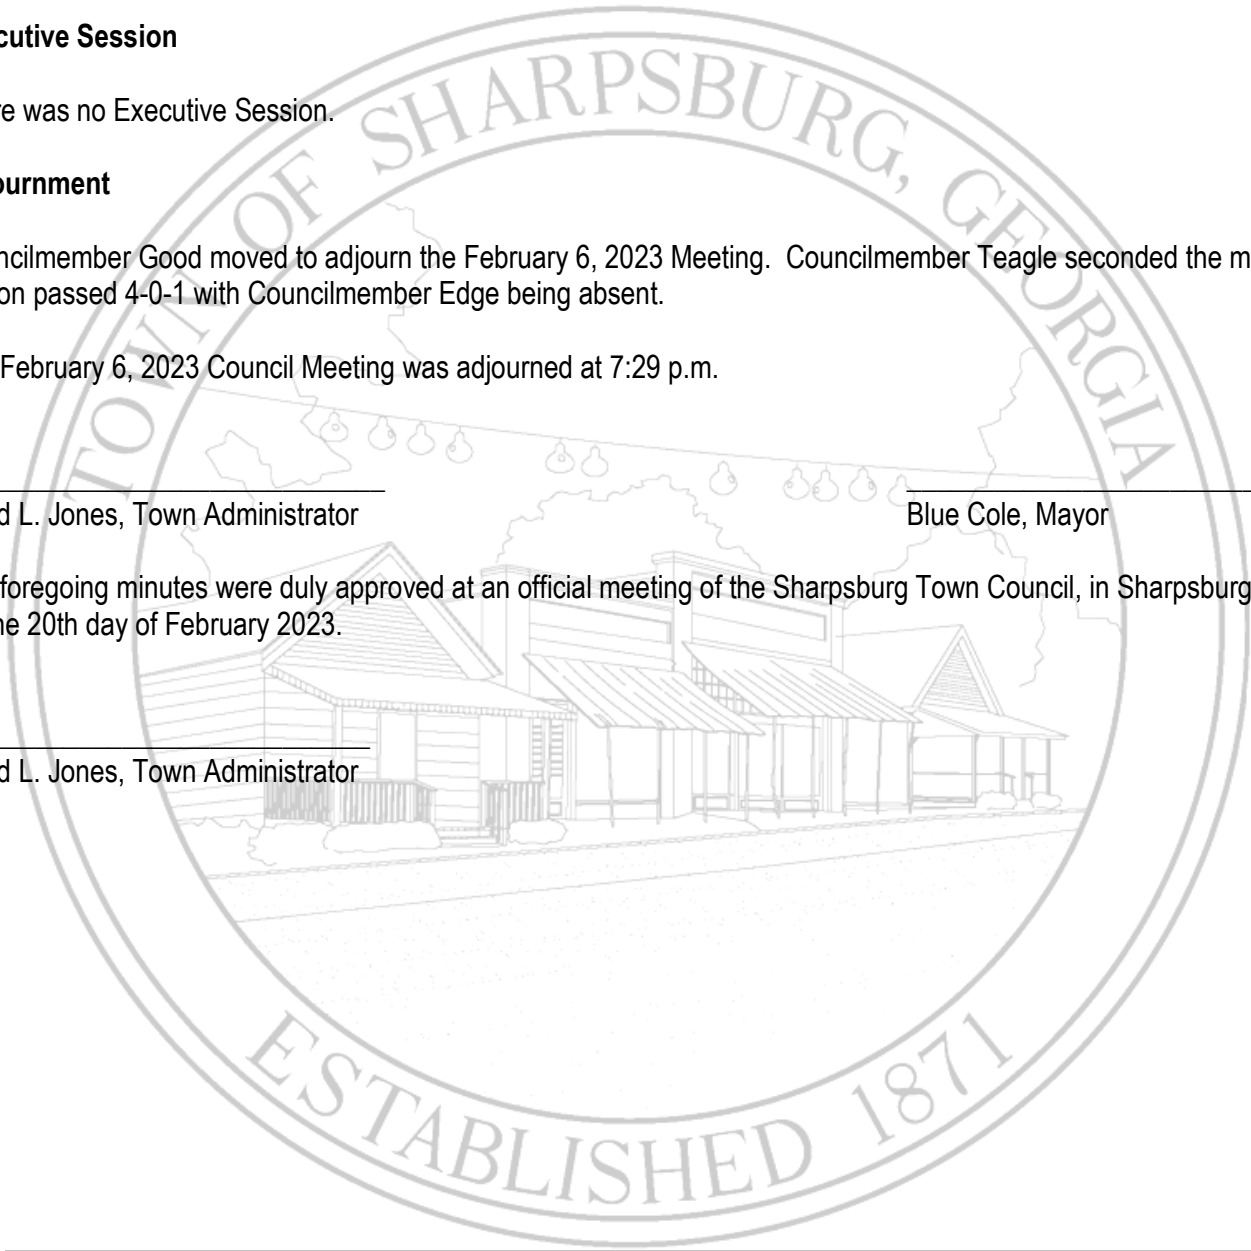 cutive Session
re was no Executive Session.
ournment
ncilmember Good moved to adjourn the February 6, 2023 Meeting.  Councilmember Teagle seconded the m
on passed 4-0-1 with Councilmember Edge being absent.
February 6, 2023 Council Meeting was adjourned at 7:29 p.m.
d L. Jones, Town Administrator
Blue Cole, Mayor
foregoing minutes were duly approved at an official meeting of the Sharpsburg Town Council, in Sharpsburg
he 20th day of February 2023.
d L. Jones, Town Administrator
TOWN OF SHARPSBURG, GEORGIA
ESTABLISHED 1871